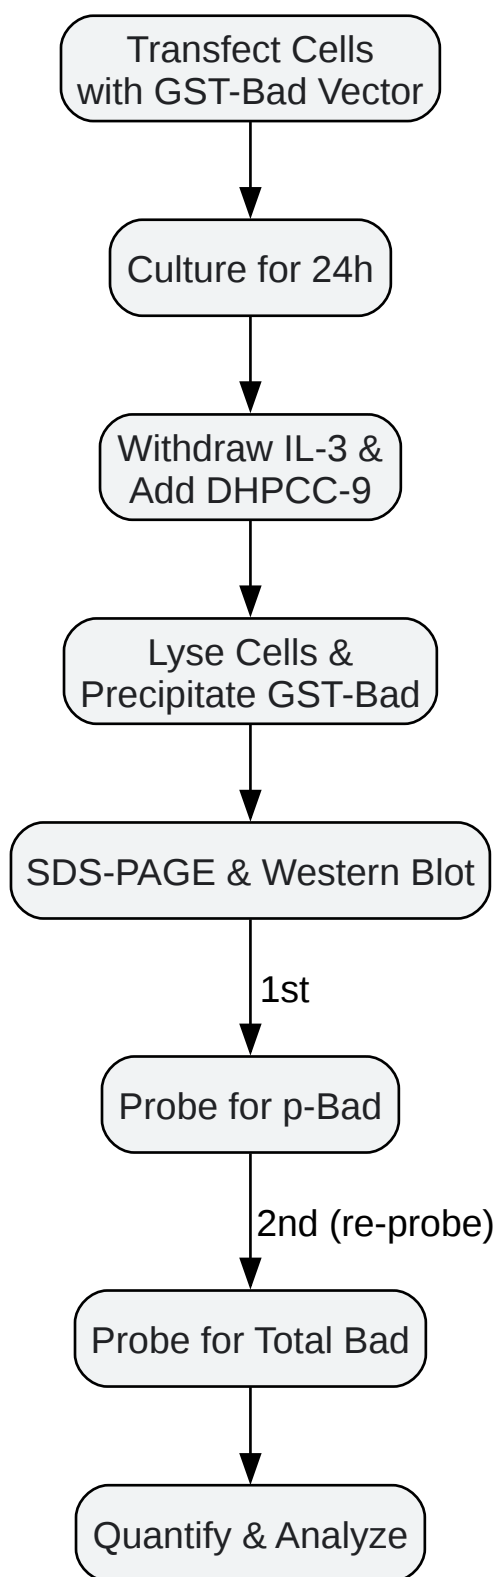 Transfect Cells
with GST-Bad Vector
Culture for 24h
Withdraw IL-3 &
Add DHPCC-9
Lyse Cells &
Precipitate GST-Bad
SDS-PAGE & Western Blot
1st
Probe for p-Bad
2nd (re-probe)
Probe for Total Bad
Quantify & Analyze